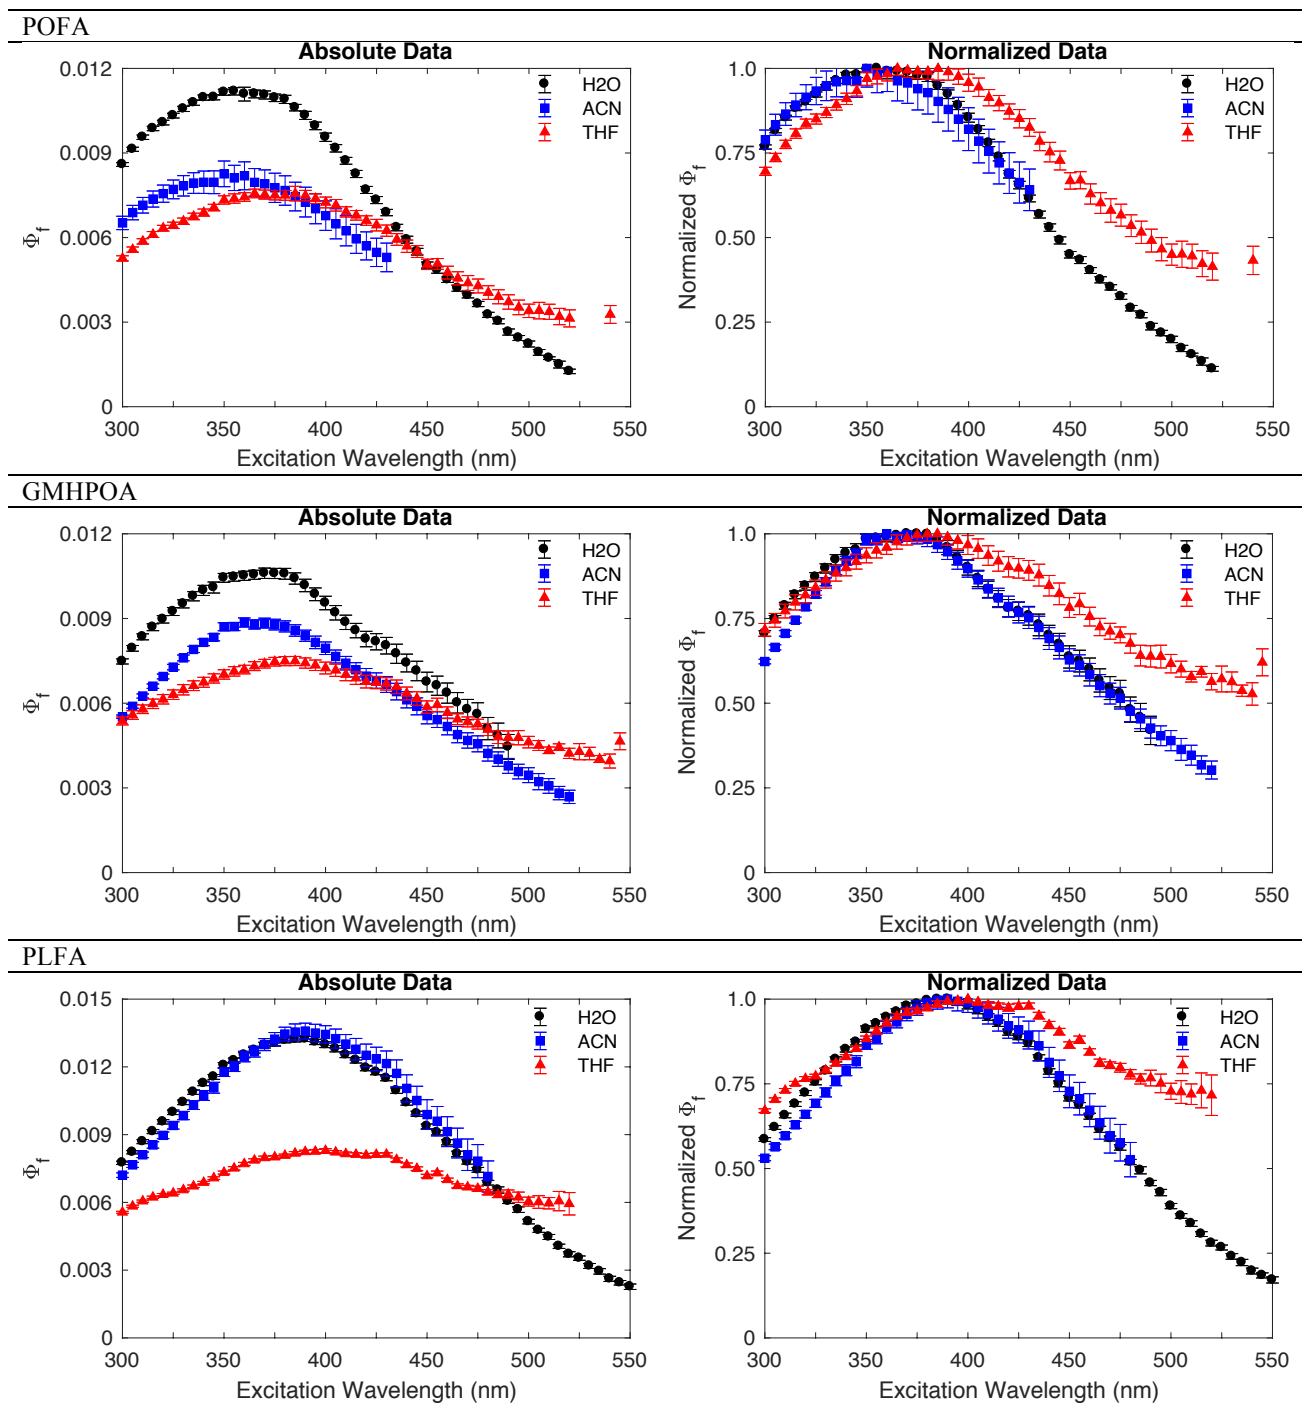 POFA
Absolute Data
0.012
0.009
0.006
0.003
0
Φf
H2O
ACN
THF
300 350 400 450 500 550
Excitation Wavelength (nm)
Normalized Data
1.0
0.75
0.50
0.25
0
Normalized Φf
H2O
ACN
THF
300 350 400 450 500 550
Excitation Wavelength (nm)
GMHPOA
Absolute Data
0.012
0.009
0.006
0.003
0
Φf
H2O
ACN
THF
300 350 400 450 500 550
Excitation Wavelength (nm)
Normalized Data
1.0
0.75
0.50
0.25
0
Normalized Φf
H2O
ACN
THF
300 350 400 450 500 550
Excitation Wavelength (nm)
PLFA
Absolute Data
0.015
0.012
0.009
0.006
0.003
0
Φf
H2O
ACN
THF
300 350 400 450 500 550
Excitation Wavelength (nm)
Normalized Data
1.0
0.75
0.50
0.25
0
Normalized Φf
H2O
ACN
THF
300 350 400 450 500 550
Excitation Wavelength (nm)